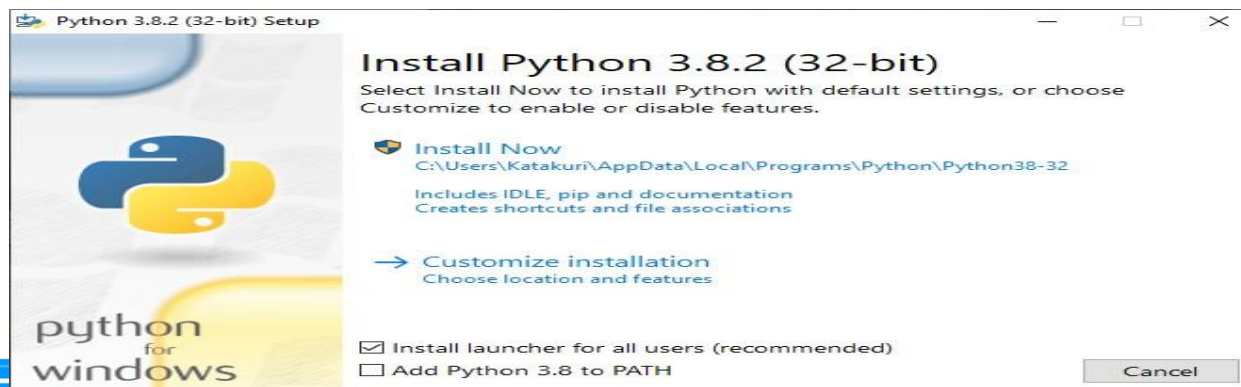 Python 3.8.2 (32-bit) Setup
Install Python 3.8.2 (32-bit)
Select Install Now to install Python with default settings, or choose
Customize to enable or disable features.
Install Now
C:\Users\Katakuri\AppData\Local\Programs\Python\Python38-32
Includes IDLE, pip and documentation
Creates shortcuts and file associations
Customize installation
Choose location and features
python
for
windows
Install launcher for all users (recommended)
Add Python 3.8 to PATH
Cancel